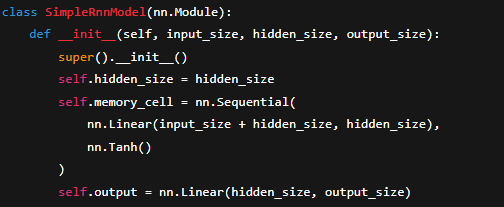 class SimpleRnnModel(nn.Module):
    def __init__(self, input_size, hidden_size, output_size):
        super().__init__()
        self.hidden_size = hidden_size
        self.memory_cell = nn.Sequential(
            nn.Linear(input_size + hidden_size, hidden_size),
            nn.Tanh()
        )
        self.output = nn.Linear(hidden_size, output_size)